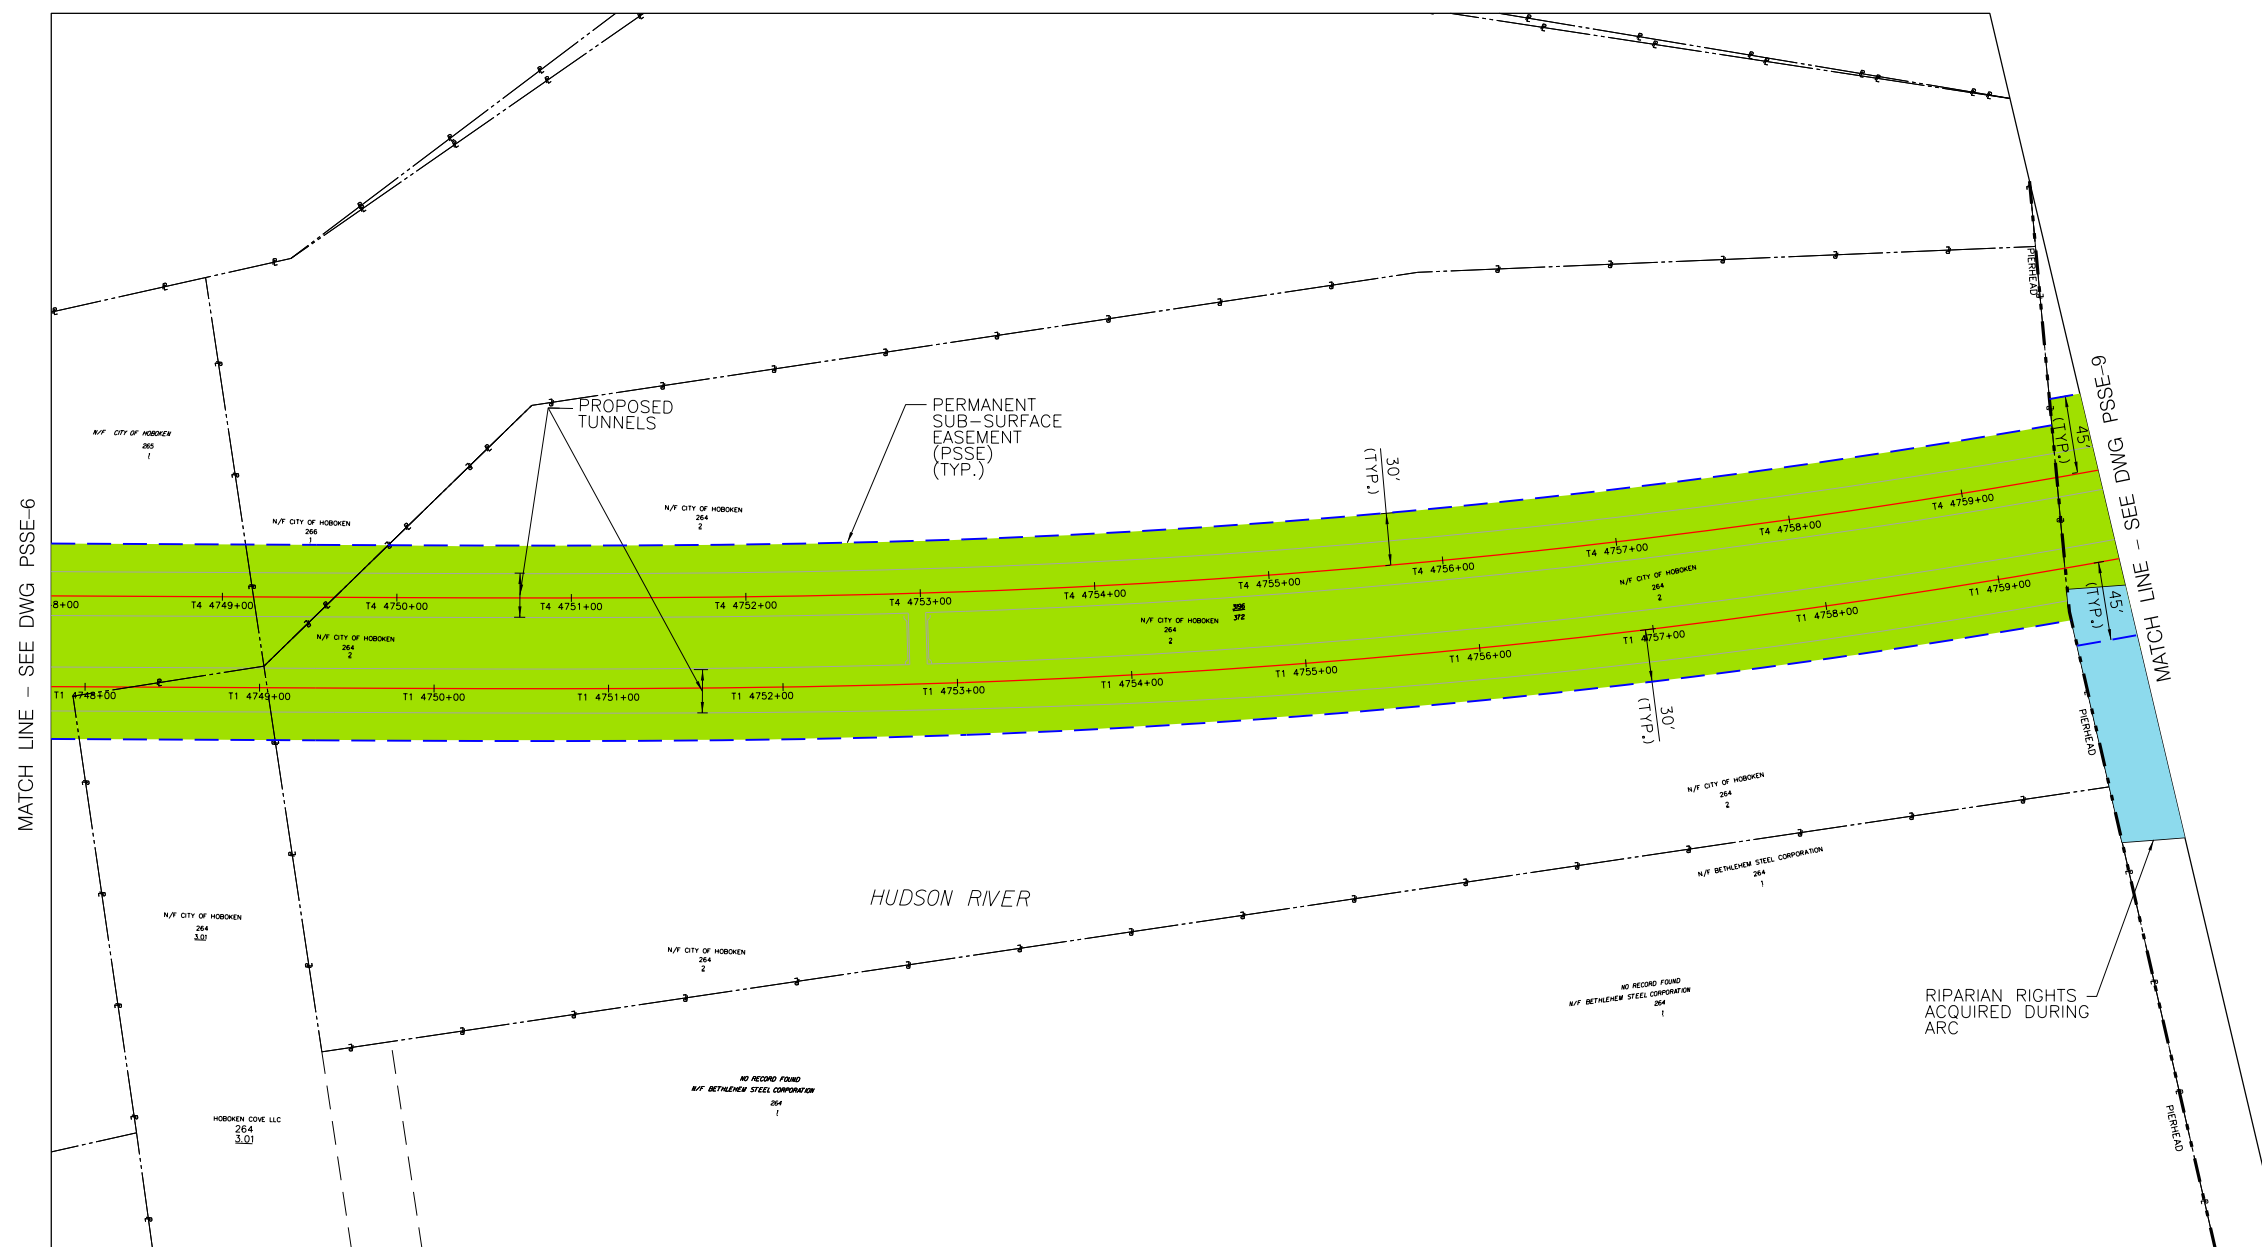 PIERHEAD
MATCH LINE - SEE DWG PSSE-9
PROPOSED
TUNNELS
PERMANENT
SUB-SURFACE
EASEMENT
(PSSE)
(TYP.)
N/F CITY OF HOBOKEN
265
1
45'
(TYP.)
30'
(TYP.)
MATCH LINE - SEE DWG PSSE-6
N/F CITY OF HOBOKEN
266
1
N/F CITY OF HOBOKEN
264
2
8+00
T4 4749+00
T4 4750+00
T4 4751+00
T4 4752+00
T4 4753+00
T4 4754+00
T4 4755+00
T4 4756+00
T4 4757+00
T4 4758+00
T4 4759+00
N/F CITY OF HOBOKEN
264
2
N/F CITY OF HOBOKEN
264
2
372
N/F CITY OF HOBOKEN
264
2
T1 4748+00
T1 4749+00
T1 4750+00
T1 4751+00
T1 4752+00
T1 4753+00
T1 4754+00
T1 4755+00
T1 4756+00
T1 4757+00
T1 4758+00
T1 4759+00
45'
(TYP.)
30'
(TYP.)
PIERHEAD
N/F CITY OF HOBOKEN
264
2
N/F BETHLEHEM STEEL CORPORATION
264
1
HUDSON RIVER
N/F CITY OF HOBOKEN
264
3.01
N/F CITY OF HOBOKEN
264
2
NO RECORD FOUND
N/F BETHLEHEM STEEL CORPORATION
264
1
RIPARIAN RIGHTS
ACQUIRED DURING
ARC
NO RECORD FOUND
N/F BETHLEHEM STEEL CORPORATION
264
1
HOBOKEN COVE LLC
264
3.01
PIERHEAD